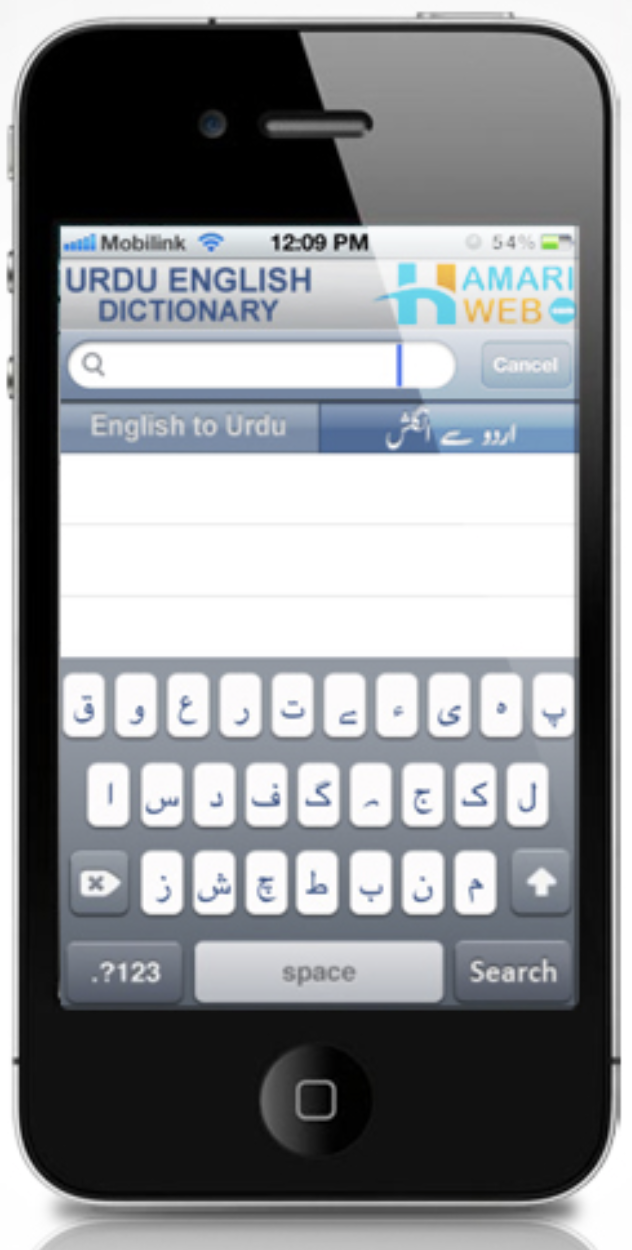 Mobilink 12:09 PM 54%
URDU ENGLISH
DICTIONARY
HAMARI
WEB
Cancel
English to Urdu اردو سے انگلش
ق و ع ر ت ے ء ی ہ پ
ا س د ف گ ہ ج ک ل
ز ش چ ط ب ن م
.?123 space Search